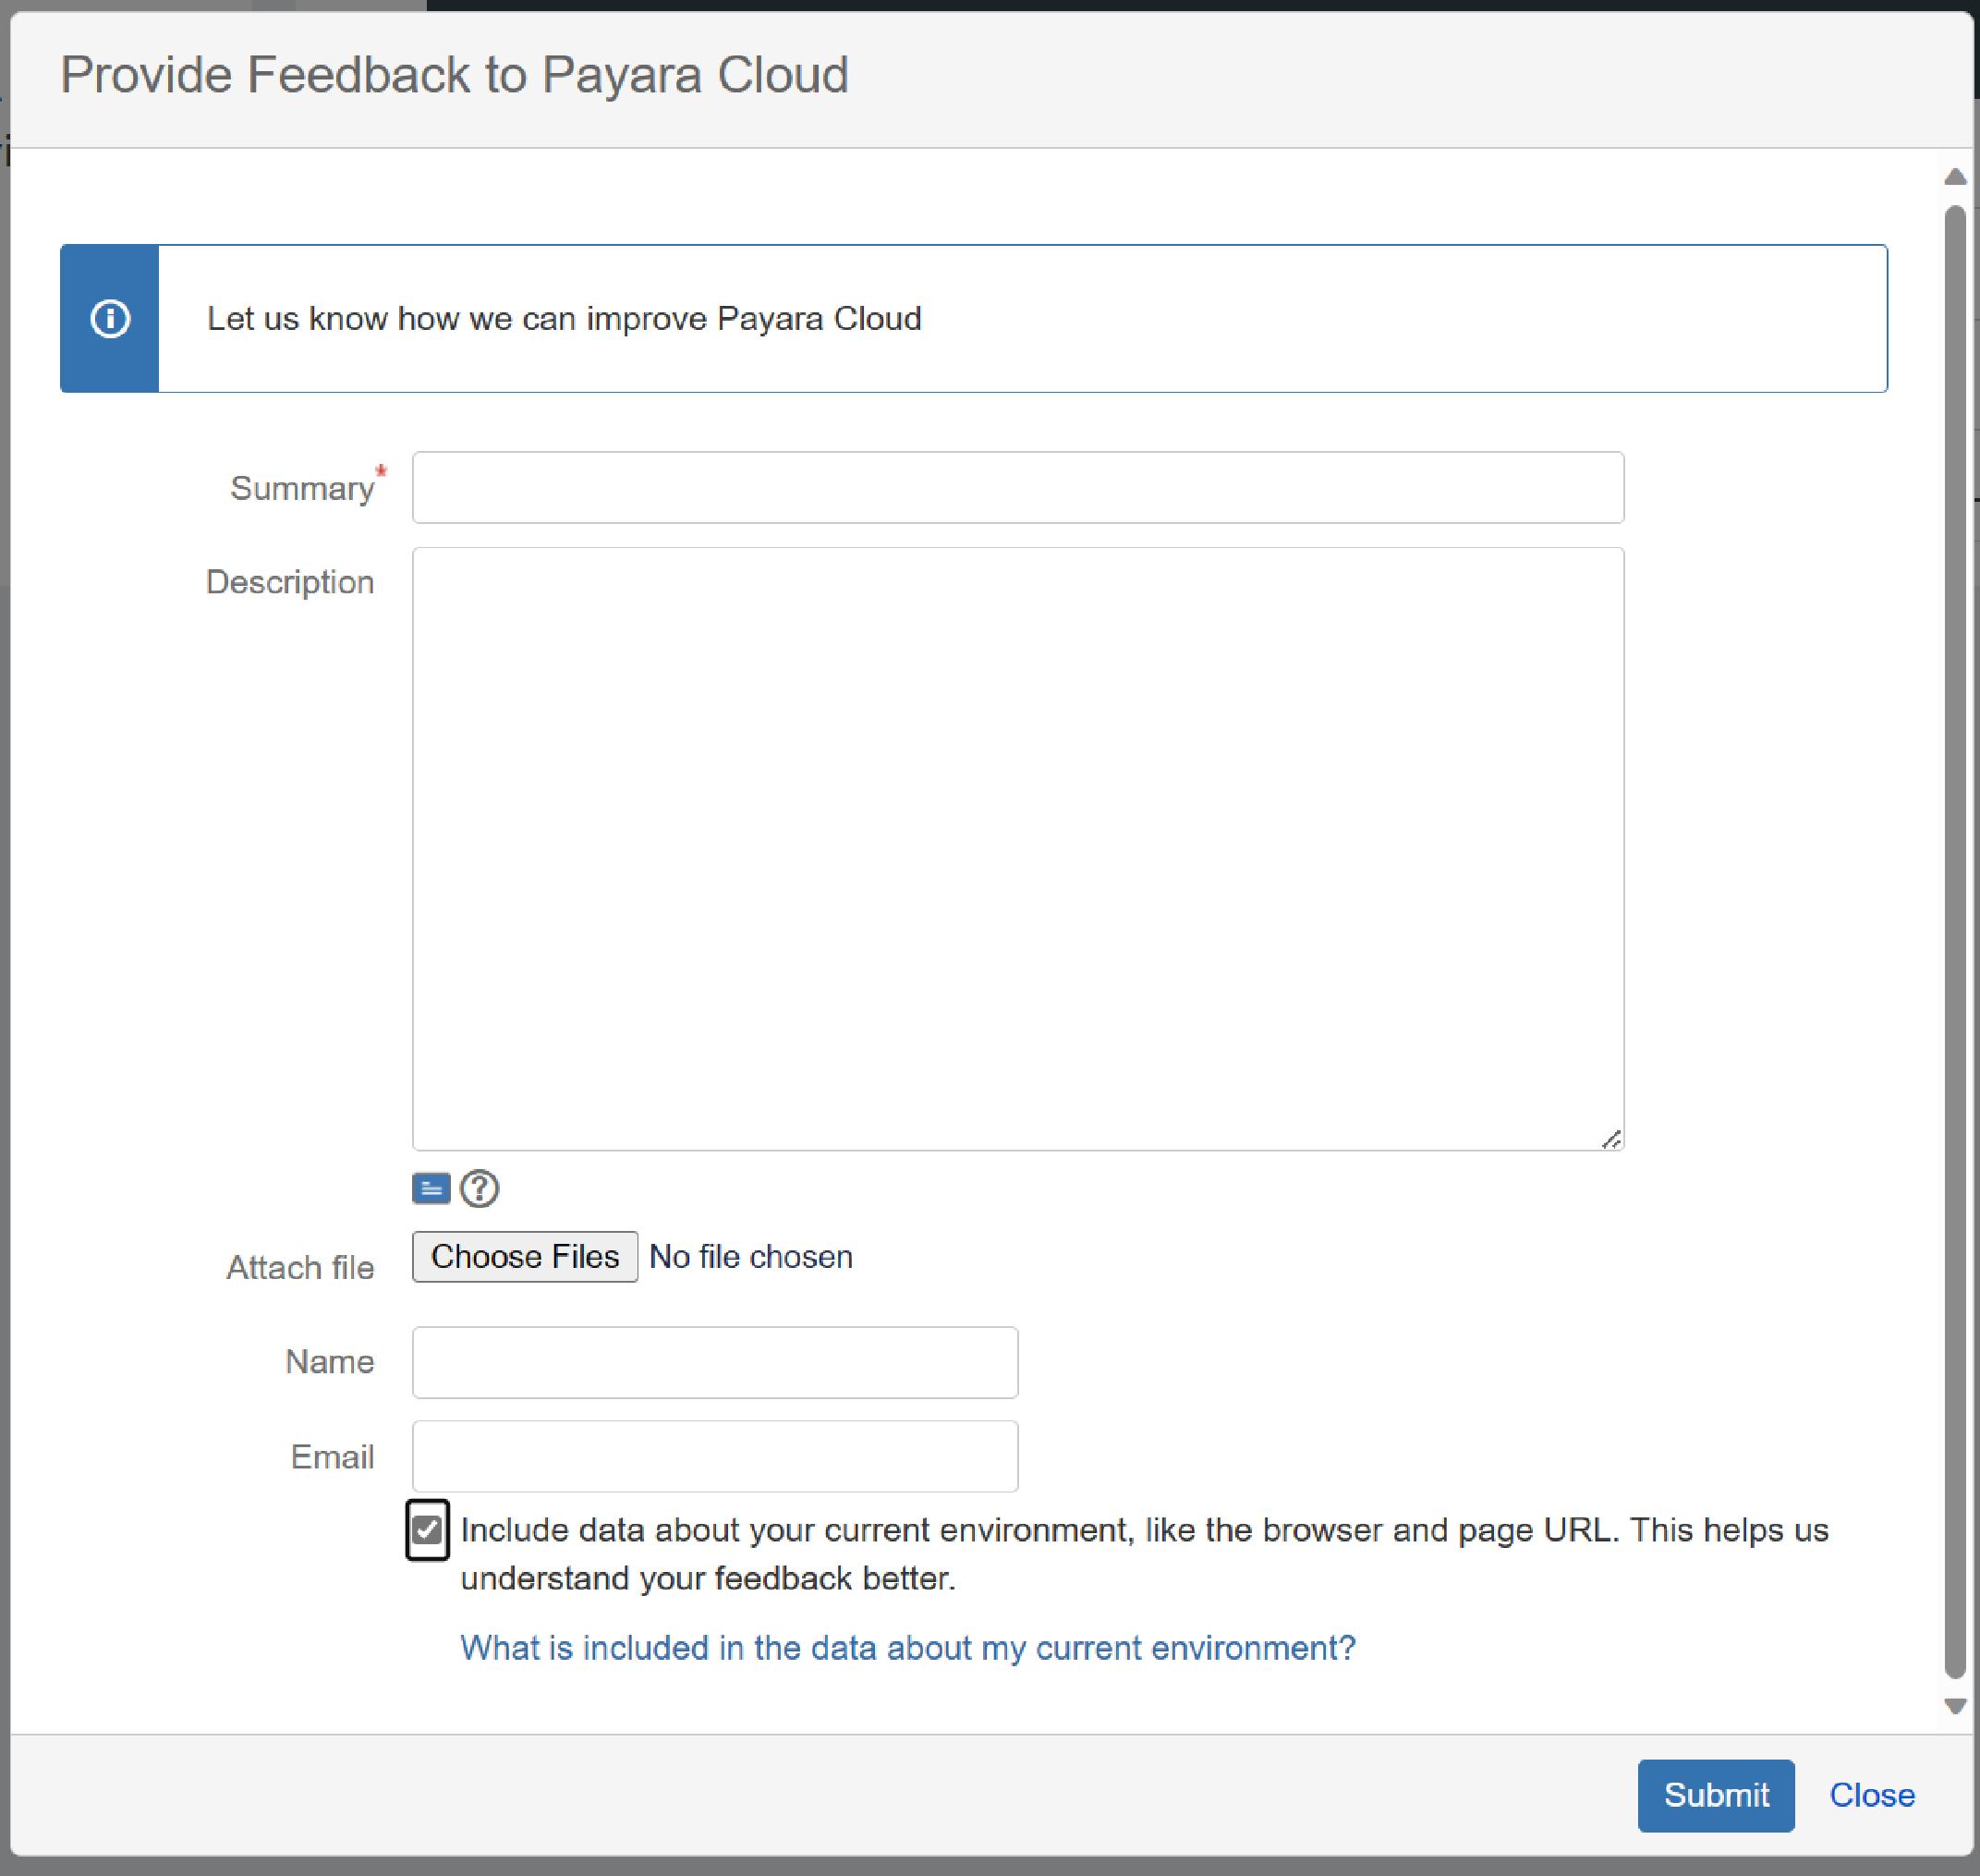 Provide Feedback to Payara Cloud
Let us know how we can improve Payara Cloud
Summary*
Description
Attach file
Choose Files No file chosen
Name
Email
Include data about your current environment, like the browser and page URL. This helps us
understand your feedback better.
What is included in the data about my current environment?
Submit Close